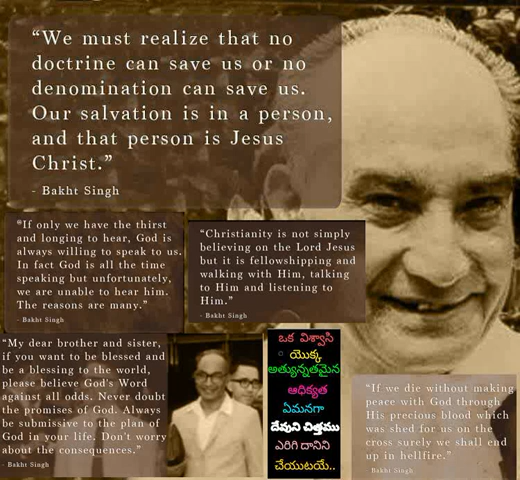 “We must realize that no
doctrine can save us or no
denomination can save us.
Our salvation is in a person,
and that person is Jesus
Christ.”
- Bakht Singh
“If only we have the thirst
and longing to hear, God is
always willing to speak to us.
In fact God is all the time
speaking but unfortunately,
we are unable to hear him.
The reasons are many.”
- Bakht Singh
“Christianity is not simply
believing on the Lord Jesus
but it is fellowshipping and
walking with Him, talking
to Him and listening to
Him.”
- Bakht Singh
“My dear brother and sister,
if you want to be blessed and
be a blessing to the world,
please believe God's Word
against all odds. Never doubt
the promises of God. Always
be submissive to the plan of
God in your life. Don't worry
about the consequences.”
- Bakht Singh
ఒక విశ్వాసి
యొక్క
అత్యున్నతమైన
ఆధిక్యత
ఏమనగా
దేవుని చిత్తము
ఎరిగి దానిని
చేయుటయే..
“If we die without making
peace with God through
His precious blood which
was shed for us on the
cross surely we shall end
up in hellfire.”
- Bakht Singh